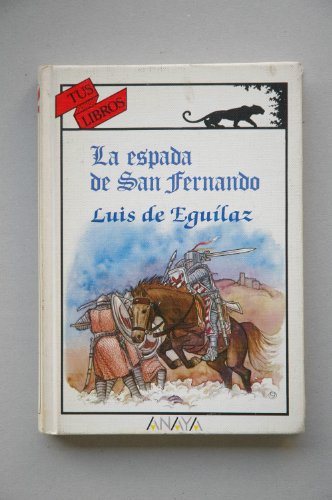 TUS
LIBROS
La espada
de San Fernando
Luis de Eguílaz
ANAYA